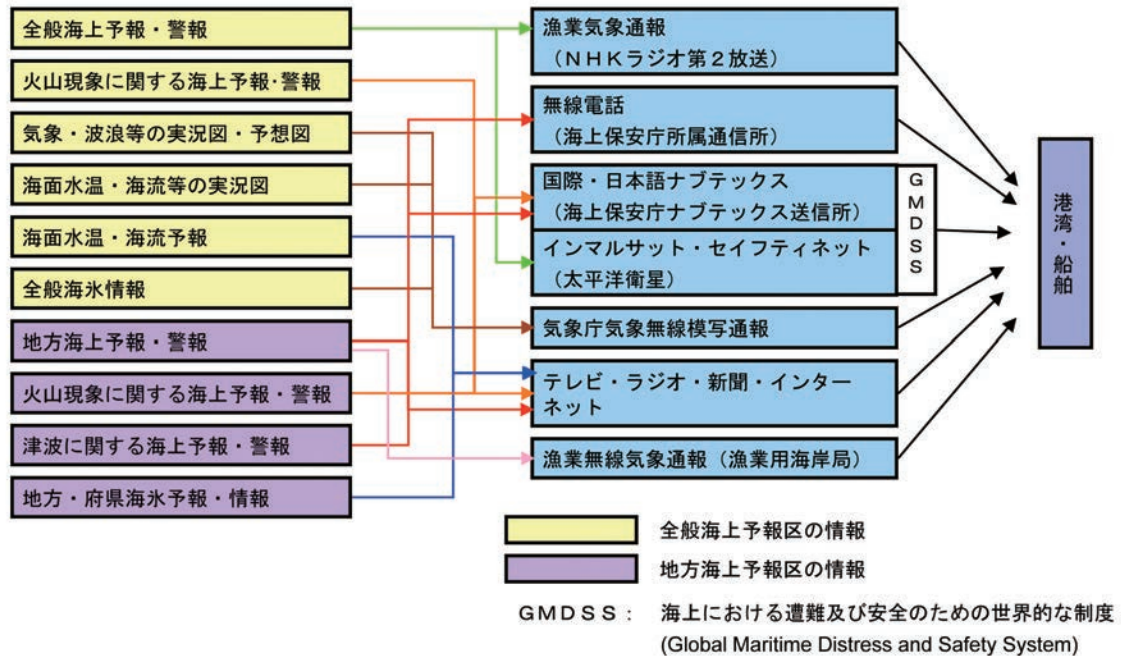 全般海上予報・警報
火山現象に関する海上予報･警報
気象・波浪等の実況図・予想図
海面水温・海流等の実況図
海面水温・海流予報
全般海氷情報
地方海上予報・警報
火山現象に関する海上予報・警報
津波に関する海上予報・警報
地方・府県海氷予報・情報
漁業気象通報
（ＮＨＫラジオ第２放送）
無線電話
（海上保安庁所属通信所）
国際・日本語ナブテックス
（海上保安庁ナブテックス送信所）
インマルサット・セイフティネット
（太平洋衛星）
気象庁気象無線模写通報
テレビ・ラジオ・新聞・インター
ネット
漁業無線気象通報（漁業用海岸局）
ＧＭＤＳＳ
港湾・船舶
全般海上予報区の情報
地方海上予報区の情報
ＧＭＤＳＳ： 海上における遭難及び安全のための世界的な制度
(Global Maritime Distress and Safety System)